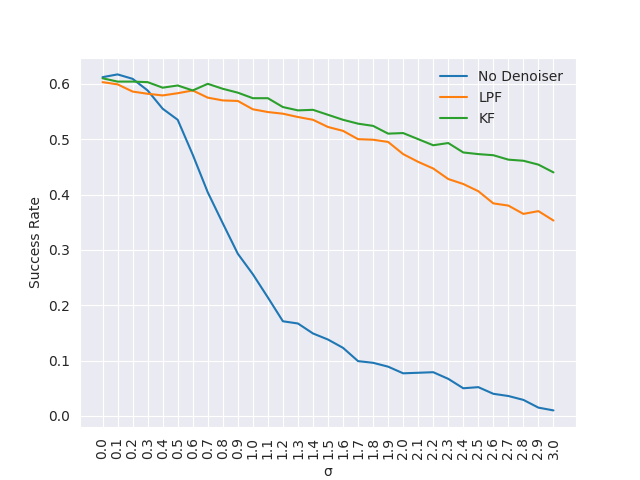 No Denoiser
LPF
KF
Success Rate
0.6
0.5
0.4
0.3
0.2
0.1
0.0
0.0 0.1 0.2 0.3 0.4 0.5 0.6 0.7 0.8 0.9 1.0 1.1 1.2 1.3 1.4 1.5 1.6 1.7 1.8 1.9 2.0 2.1 2.2 2.3 2.4 2.5 2.6 2.7 2.8 2.9 3.0
σ